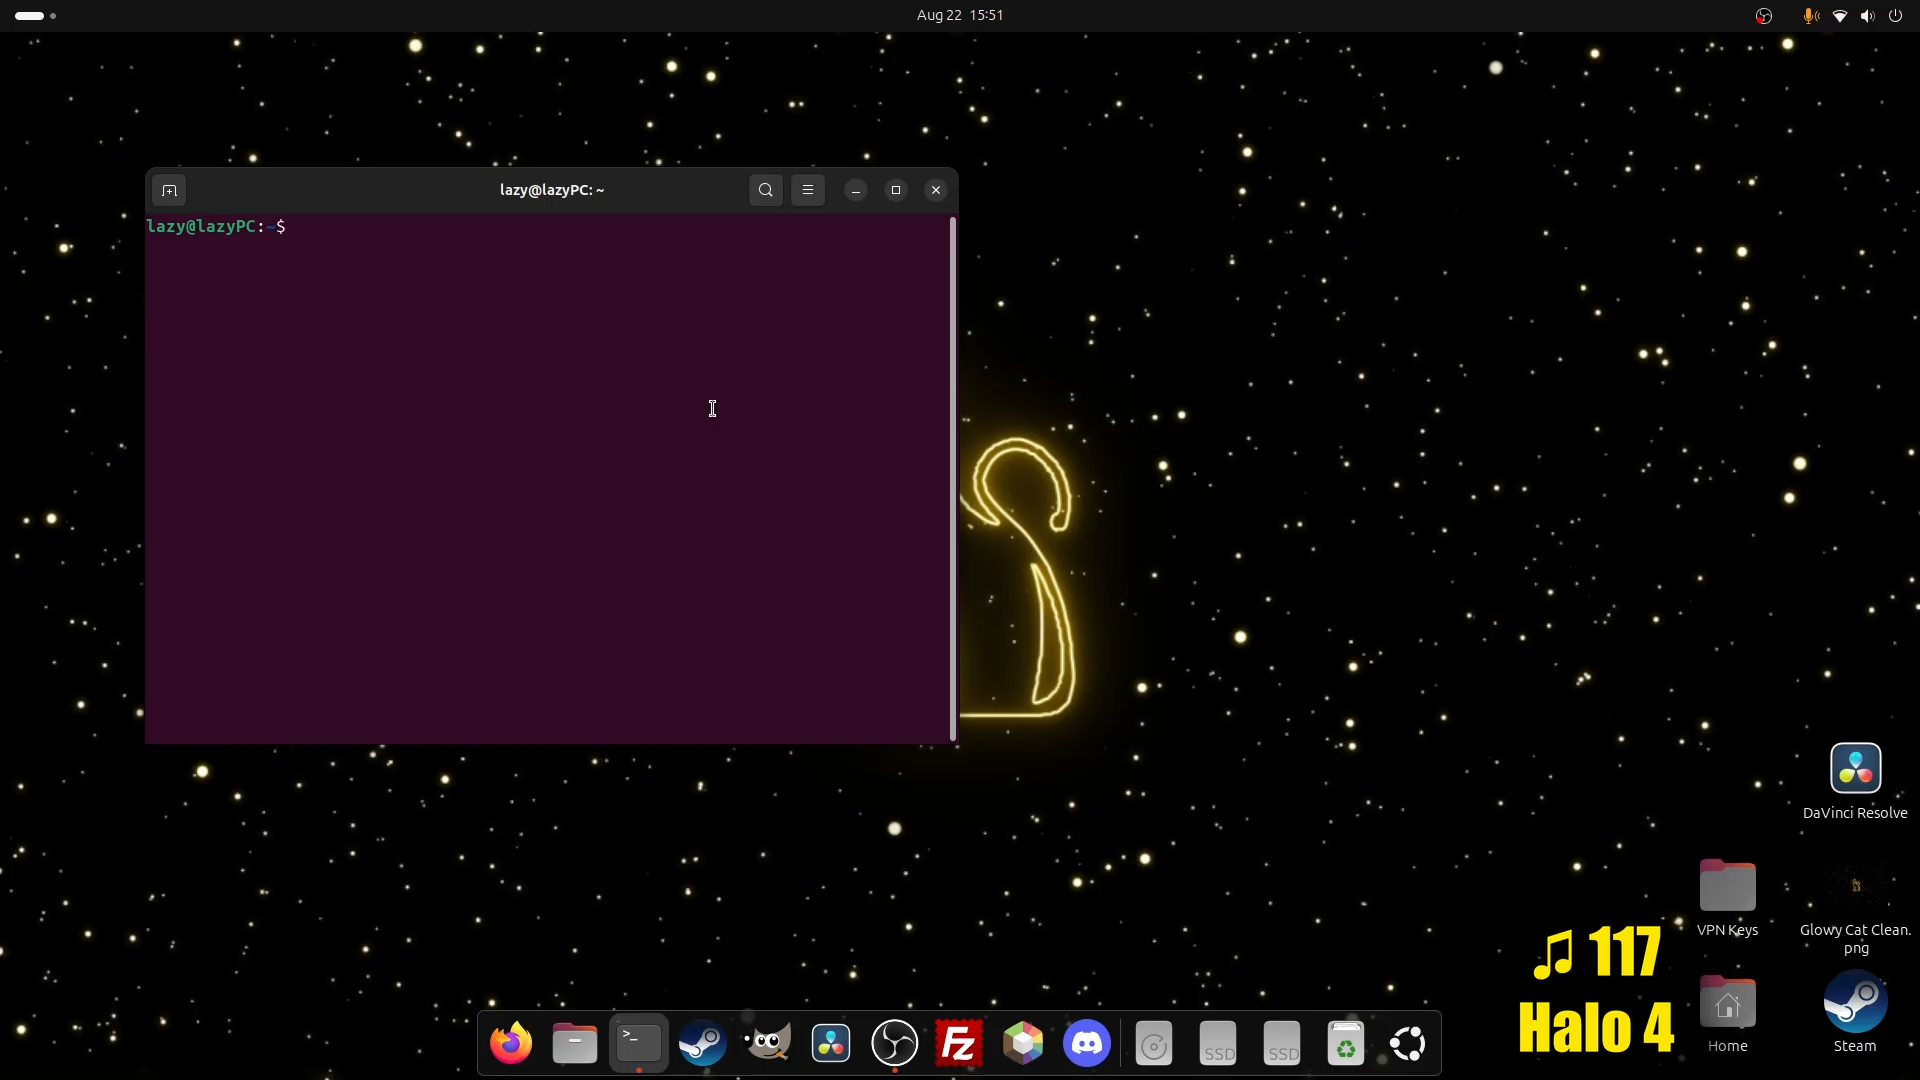 Aug 22 15:51
lazy@lazyPC: ~
lazy@lazyPC:~$
DaVinci Resolve
VPN Keys
Glowy Cat Clean.
png
♫ 117
Halo 4
Home
Steam
>_
Fz
SSD
SSD